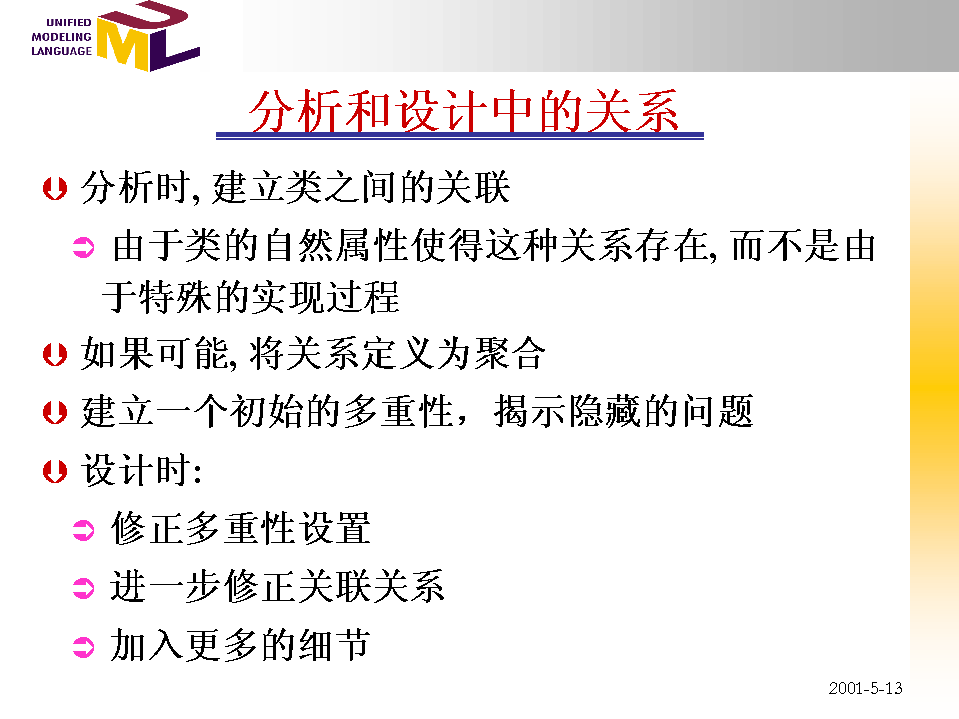 UNIFIED
MODELING
LANGUAGE
UML
分析和设计中的关系
分析时, 建立类之间的关联
由于类的自然属性使得这种关系存在, 而不是由
于特殊的实现过程
如果可能, 将关系定义为聚合
建立一个初始的多重性，揭示隐藏的问题
设计时:
修正多重性设置
进一步修正关联关系
加入更多的细节
2001-5-13